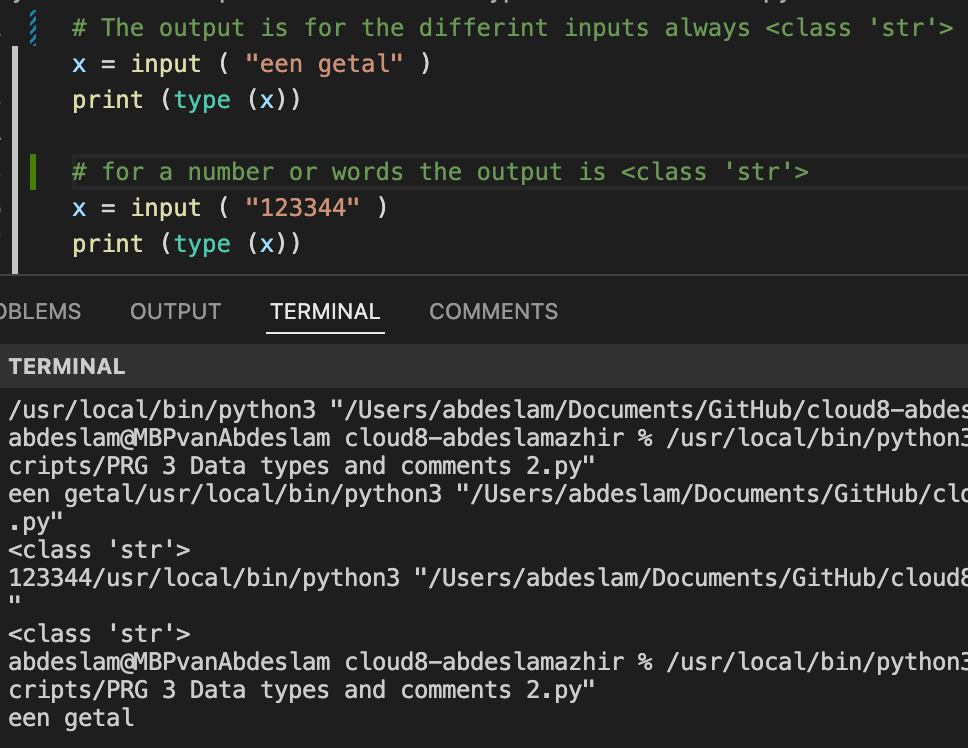 # The output is for the differint inputs always <class 'str'>
x = input ( "een getal" )
print (type (x))
# for a number or words the output is <class 'str'>
x = input ( "123344" )
print (type (x))
OBLEMS OUTPUT TERMINAL COMMENTS
TERMINAL
/usr/local/bin/python3 "/Users/abdeslam/Documents/GitHub/cloud8-abdes
abdeslam@MBPvanAbdeslam cloud8-abdeslamazhir % /usr/local/bin/python3
cripts/PRG 3 Data types and comments 2.py"
een getal/usr/local/bin/python3 "/Users/abdeslam/Documents/GitHub/clo
.py"
<class 'str'>
123344/usr/local/bin/python3 "/Users/abdeslam/Documents/GitHub/cloud8
"
<class 'str'>
abdeslam@MBPvanAbdeslam cloud8-abdeslamazhir % /usr/local/bin/python3
cripts/PRG 3 Data types and comments 2.py"
een getal